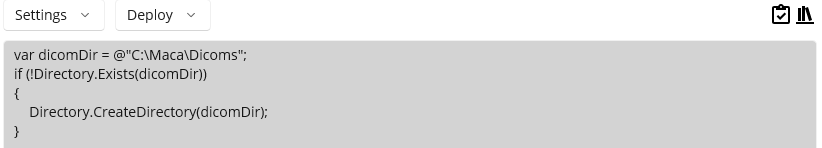 Settings Deploy
var dicomDir = @"C:\Maca\Dicoms";
if (!Directory.Exists(dicomDir))
{
    Directory.CreateDirectory(dicomDir);
}